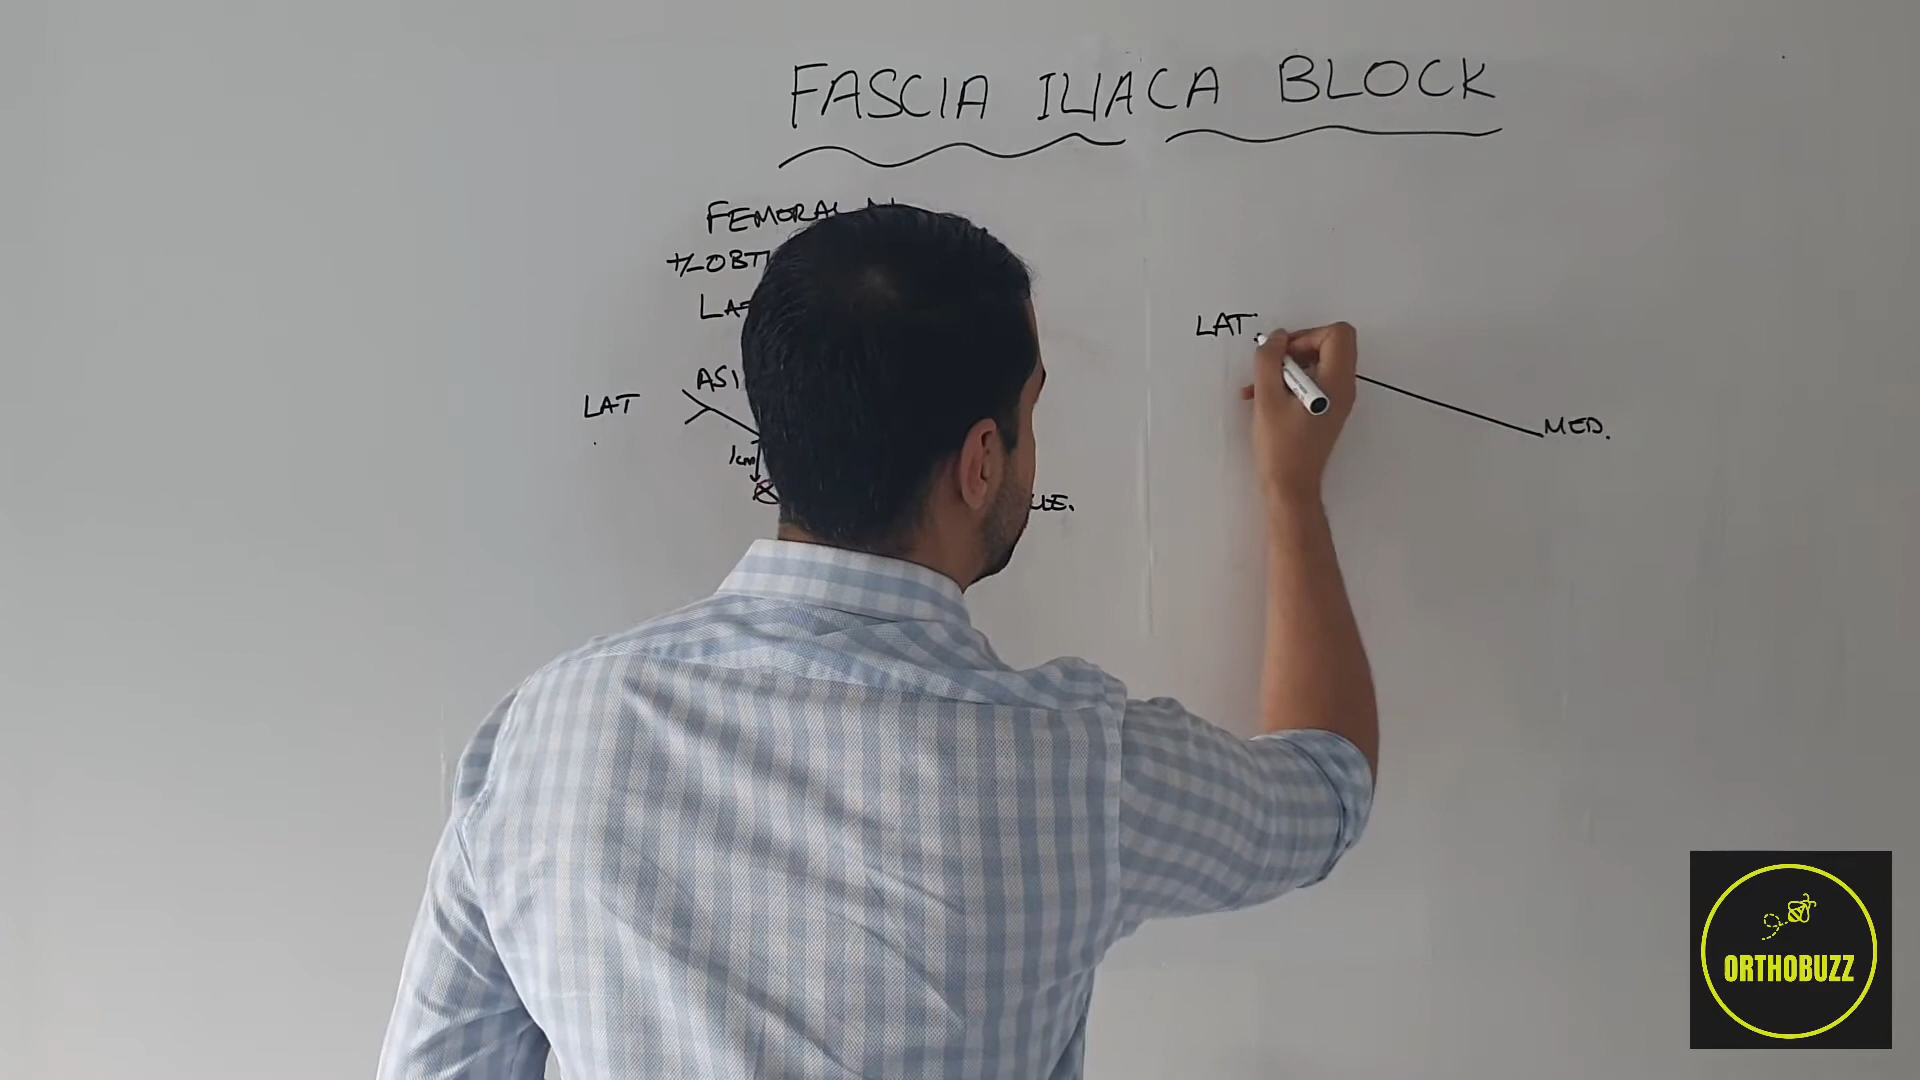 FASCIA ILIACA BLOCK
FEMORAL N
+/- OBT
LAT
ASI
LAT
1cm
LAT.
MED.
ORTHOBUZZ